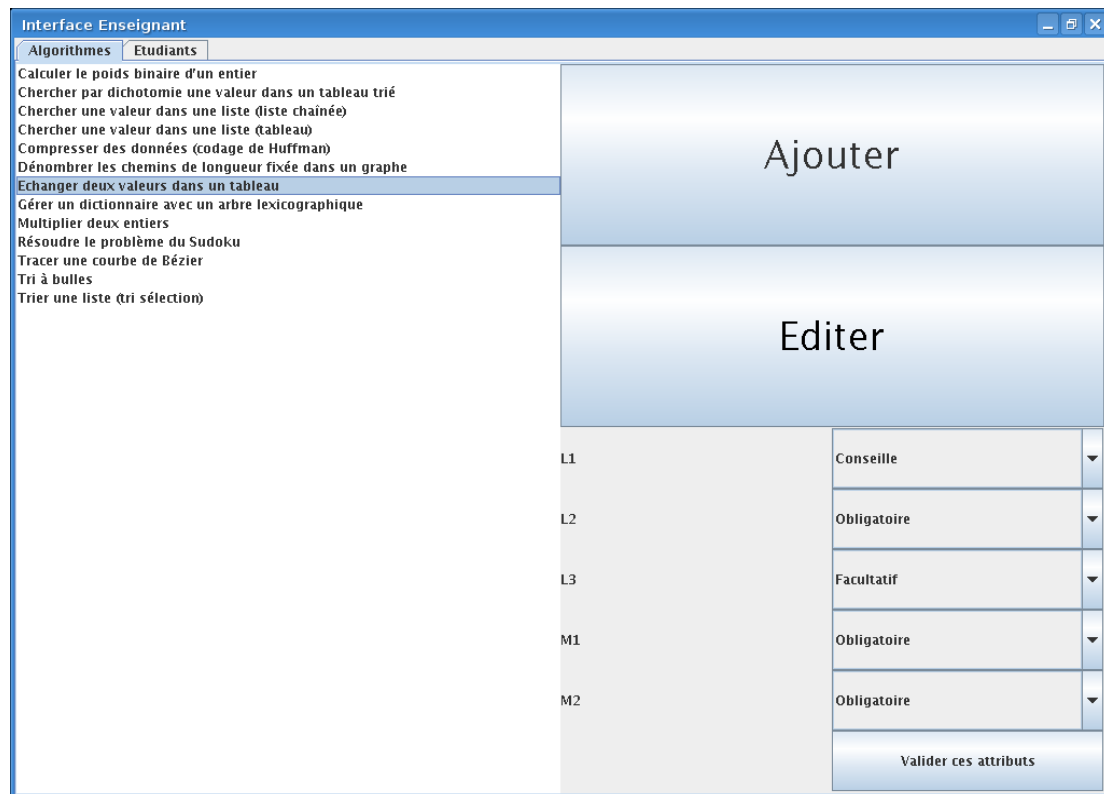 Interface Enseignant
Algorithmes
Etudiants
Calculer le poids binaire d'un entier
Chercher par dichotomie une valeur dans un tableau trié
Chercher une valeur dans une liste (liste chaînée)
Chercher une valeur dans une liste (tableau)
Compresser des données (codage de Huffman)
Dénombrer les chemins de longueur fixée dans un graphe
Echanger deux valeurs dans un tableau
Gérer un dictionnaire avec un arbre lexicographique
Multiplier deux entiers
Résoudre le problème du Sudoku
Tracer une courbe de Bézier
Tri à bulles
Trier une liste (tri sélection)
Ajouter
Editer
L1 Conseille
L2 Obligatoire
L3 Facultatif
M1 Obligatoire
M2 Obligatoire
Valider ces attributs